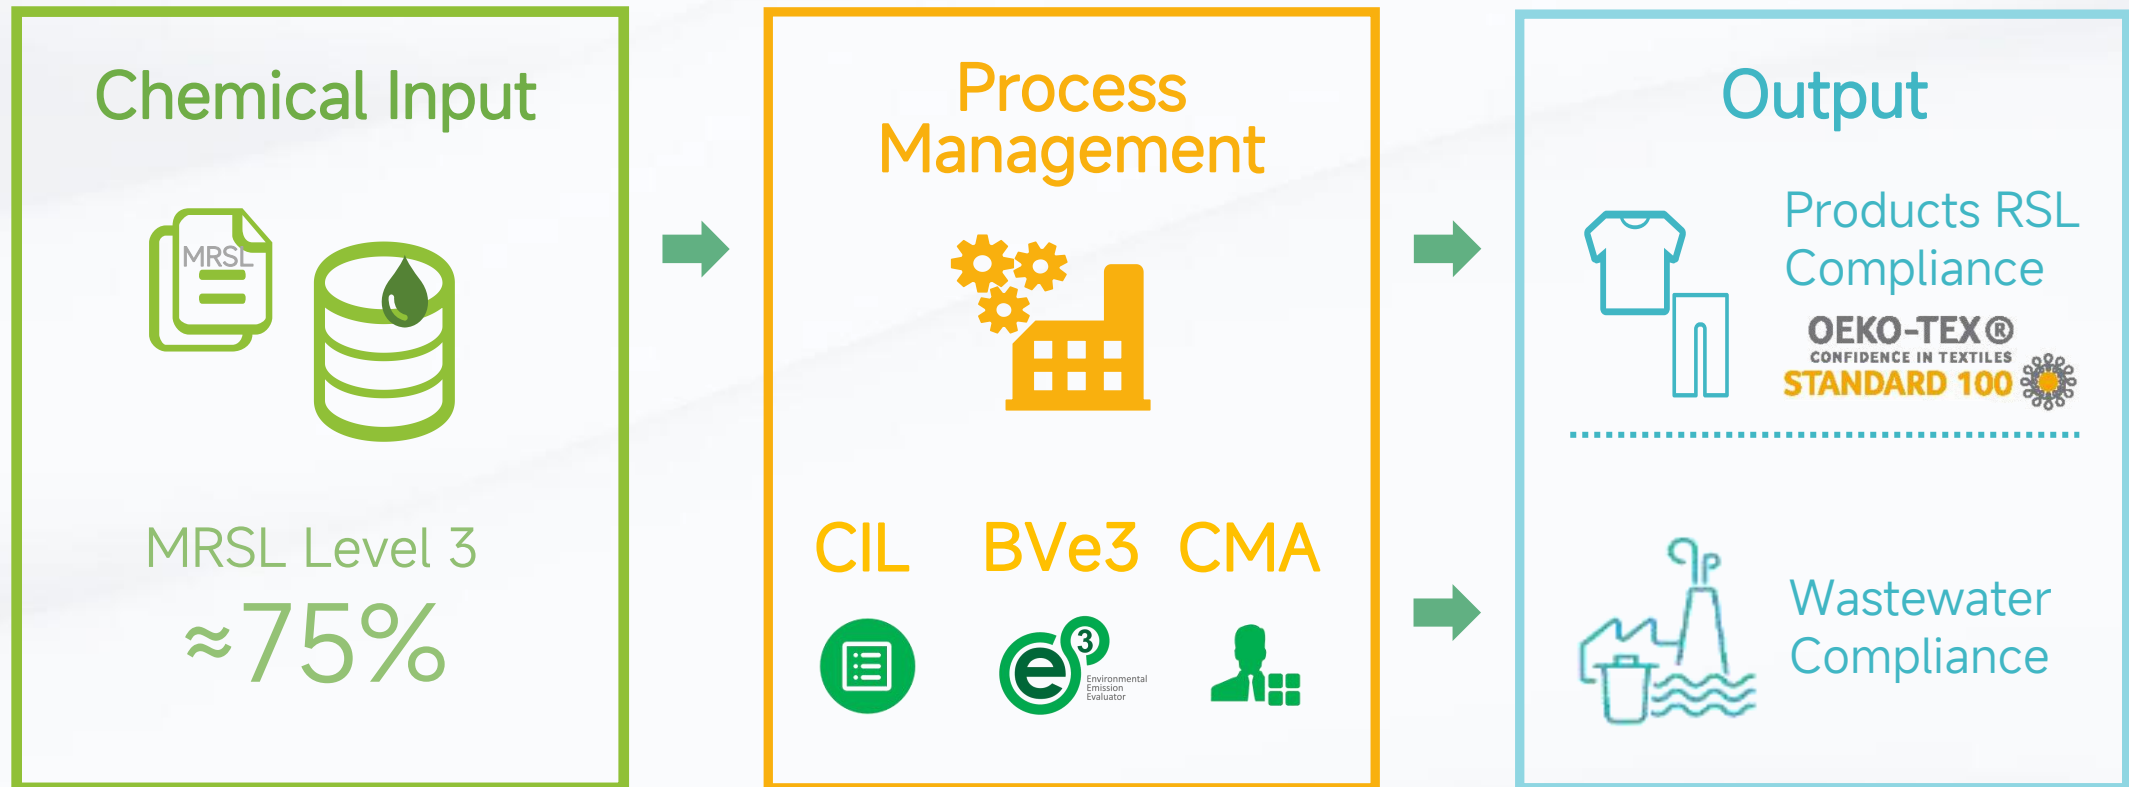 Chemical Input
MRSL
MRSL Level 3
≈75%
Process
Management
CIL
BVe3
CMA
e3
Environmental
Emission
Evaluator
Output
Products RSL
Compliance
OEKO-TEX®
CONFIDENCE IN TEXTILES
STANDARD 100
Wastewater
Compliance